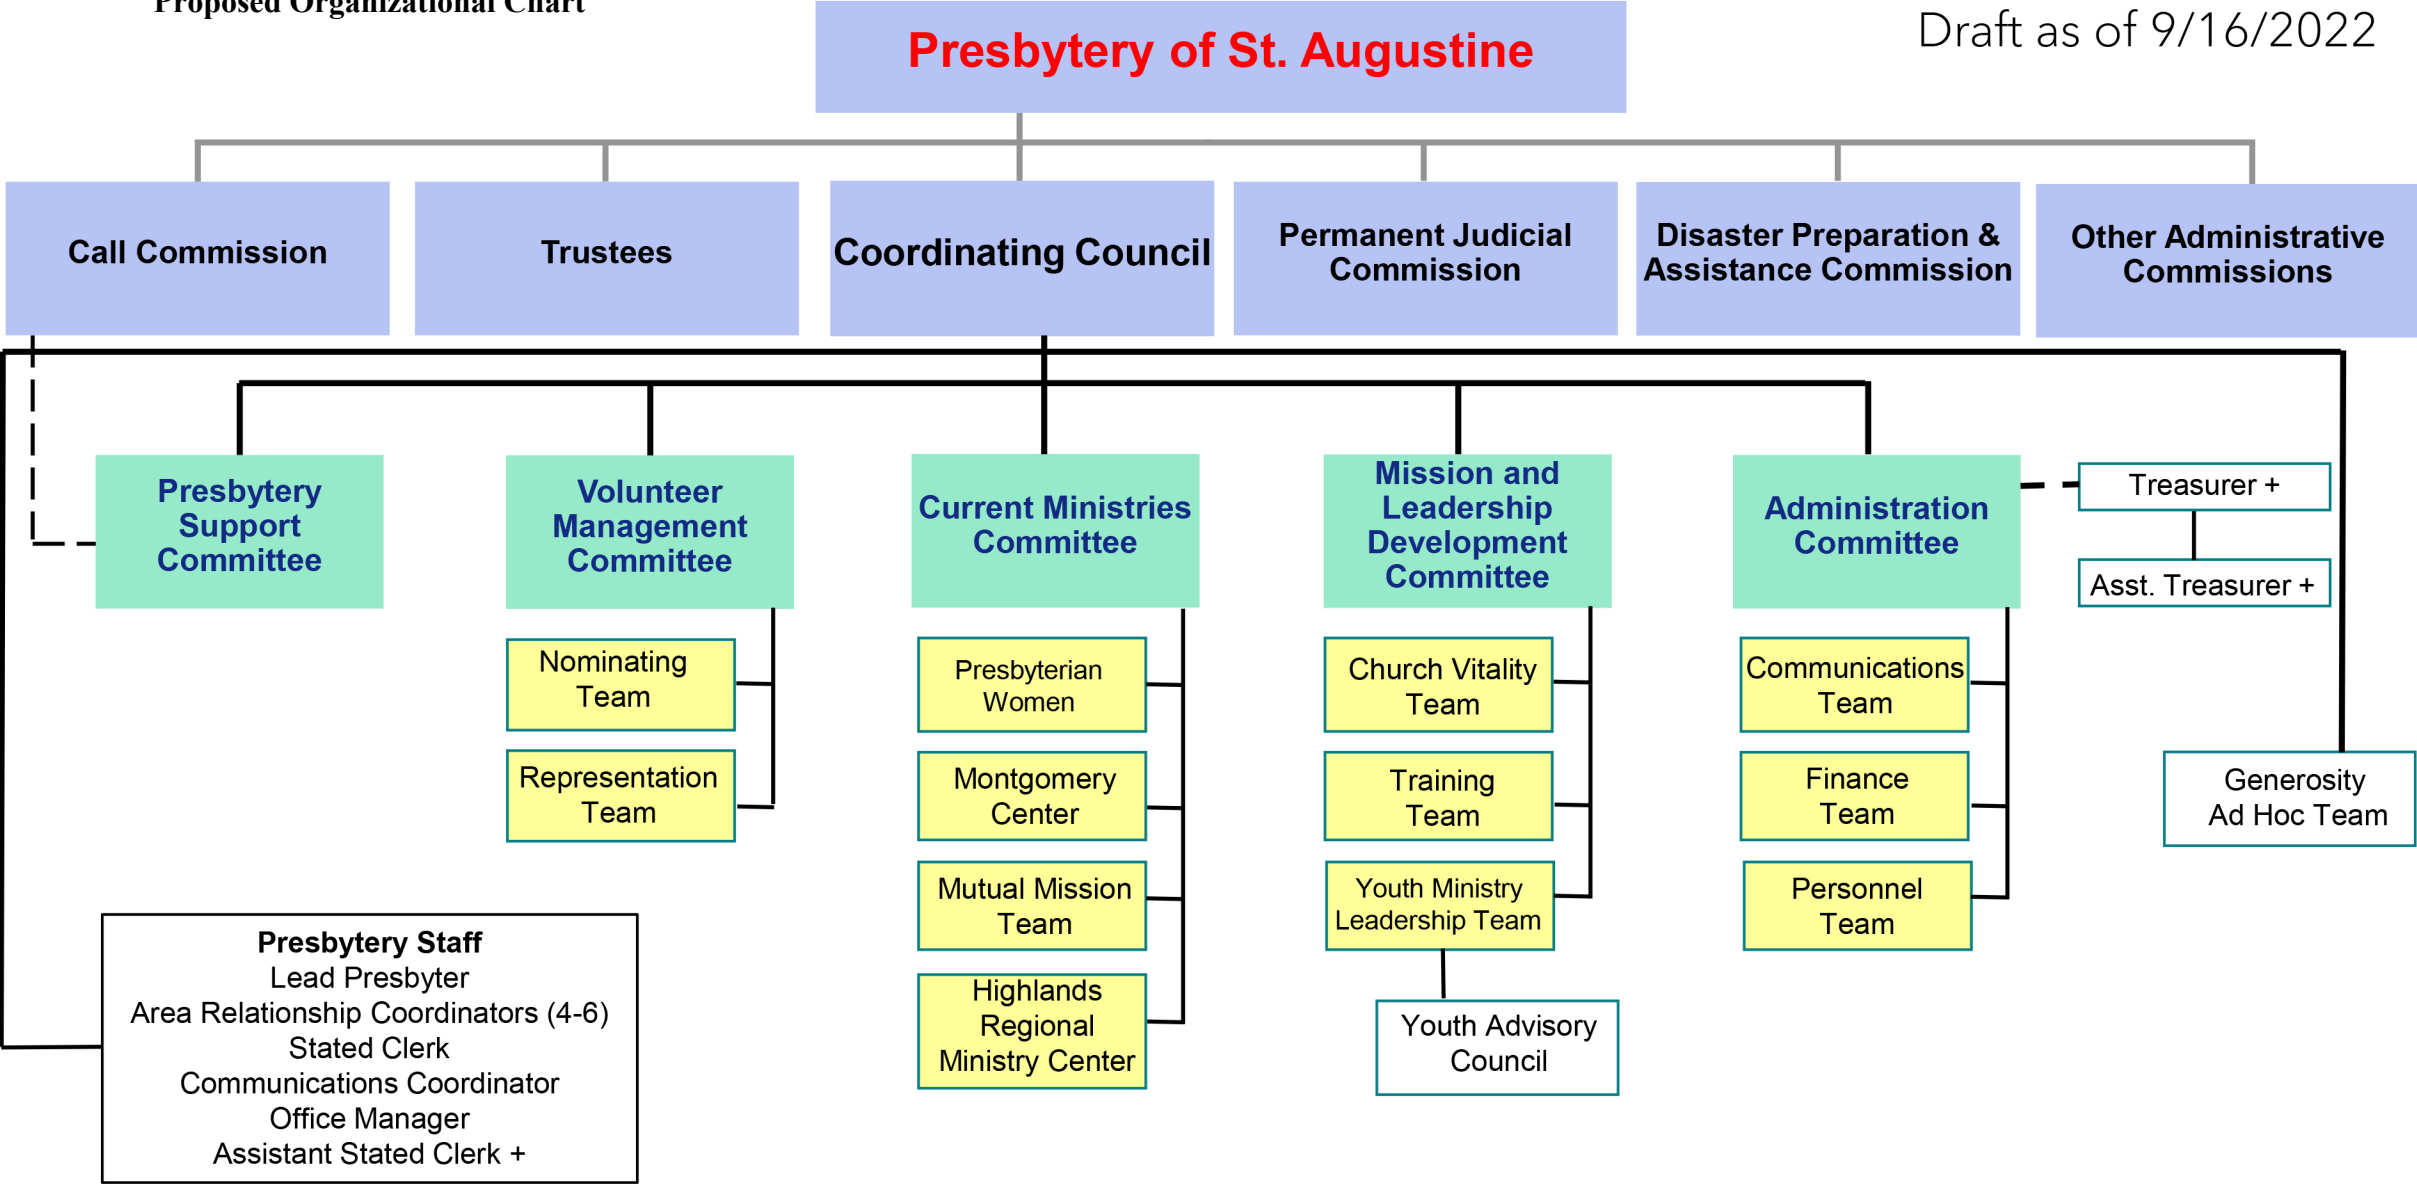 Proposed Organizational Chart
Presbytery of St. Augustine
Draft as of 9/16/2022
Call Commission
Trustees
Coordinating Council
Permanent Judicial
Commission
Disaster Preparation &
Assistance Commission
Other Administrative
Commissions
Presbytery
Support
Committee
Volunteer
Management
Committee
Current Ministries
Committee
Mission and
Leadership
Development
Committee
Administration
Committee
Treasurer +
Asst. Treasurer +
Nominating
Team
Representation
Team
Presbyterian
Women
Montgomery
Center
Mutual Mission
Team
Highlands
Regional
Ministry Center
Church Vitality
Team
Training
Team
Youth Ministry
Leadership Team
Youth Advisory
Council
Communications
Team
Finance
Team
Personnel
Team
Generosity
Ad Hoc Team
Presbytery Staff
Lead Presbyter
Area Relationship Coordinators (4-6)
Stated Clerk
Communications Coordinator
Office Manager
Assistant Stated Clerk +